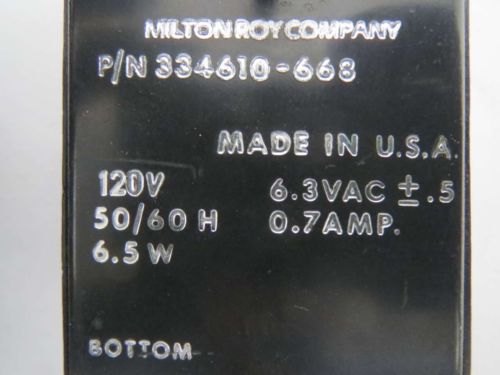 MILTON ROY COMPANY
P/N 334610-668
MADE IN U.S.A.
120V 6.3VAC ±.5
50/60 H 0.7AMP.
6.5 W
BOTTOM